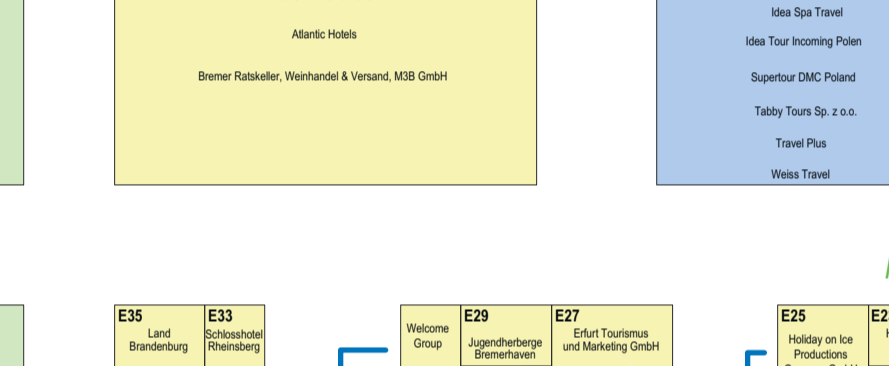 Atlantic Hotels
Bremer Ratskeller, Weinhandel & Versand, M3B GmbH
Idea Spa Travel
Idea Tour Incoming Polen
Supertour DMC Poland
Tabby Tours Sp. z o.o.
Travel Plus
Weiss Travel
E35
Land
Brandenburg
E33
Schlosshotel
Rheinsberg
Welcome
Group
E29
Jugendherberge
Bremerhaven
E27
Erfurt Tourismus
und Marketing GmbH
E25
Holiday on Ice
Productions